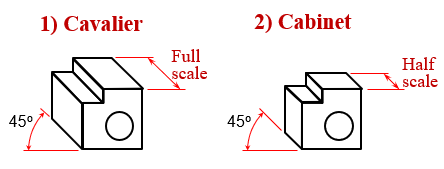 1) Cavalier
2) Cabinet
Full
scale
Half
scale
45º
45º